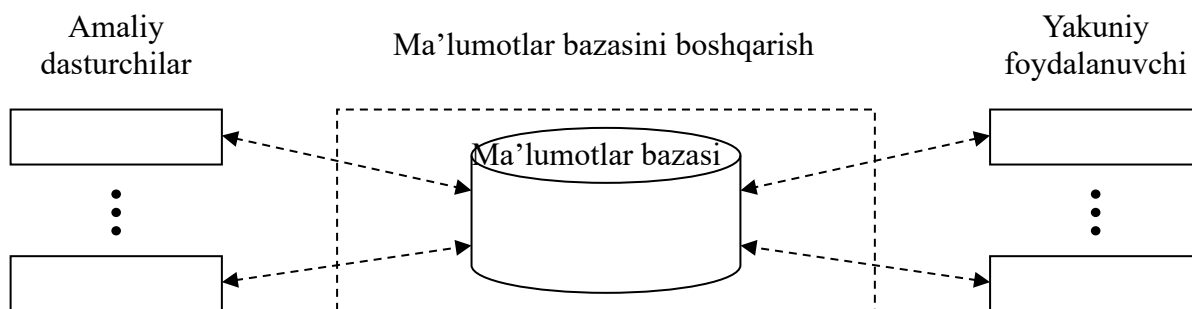 Amaliy
dasturchilar
Ma’lumotlar bazasini boshqarish
Yakuniy
foydalanuvchi
Ma’lumotlar bazasi